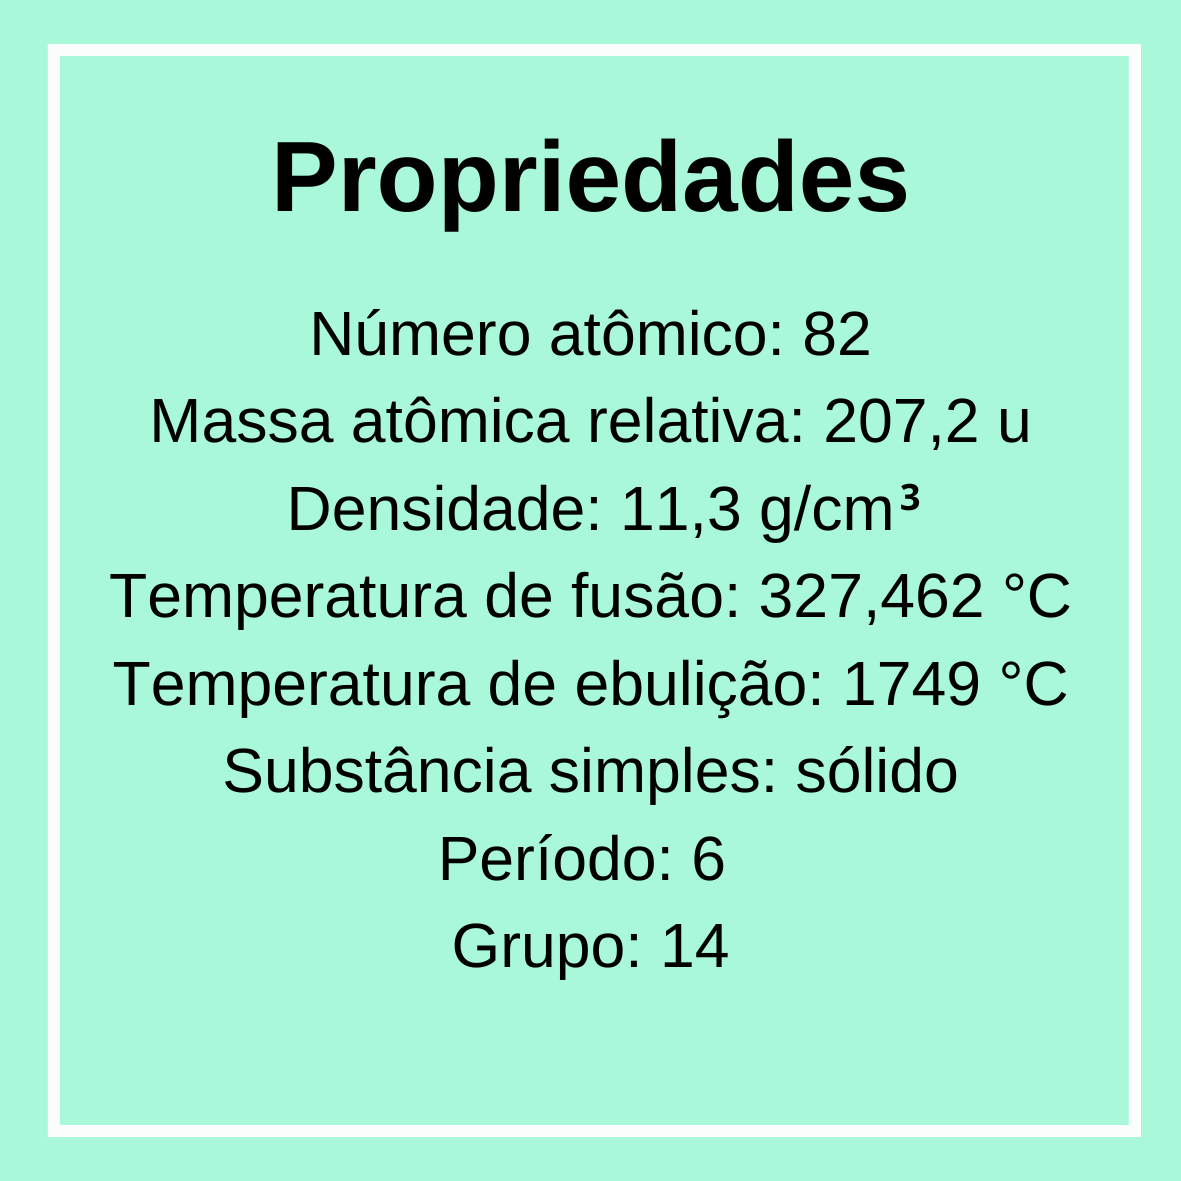 Propriedades
Número atômico: 82
Massa atômica relativa: 207,2 u
Densidade: 11,3 g/cm³
Temperatura de fusão: 327,462 °C
Temperatura de ebulição: 1749 °C
Substância simples: sólido
Período: 6
Grupo: 14